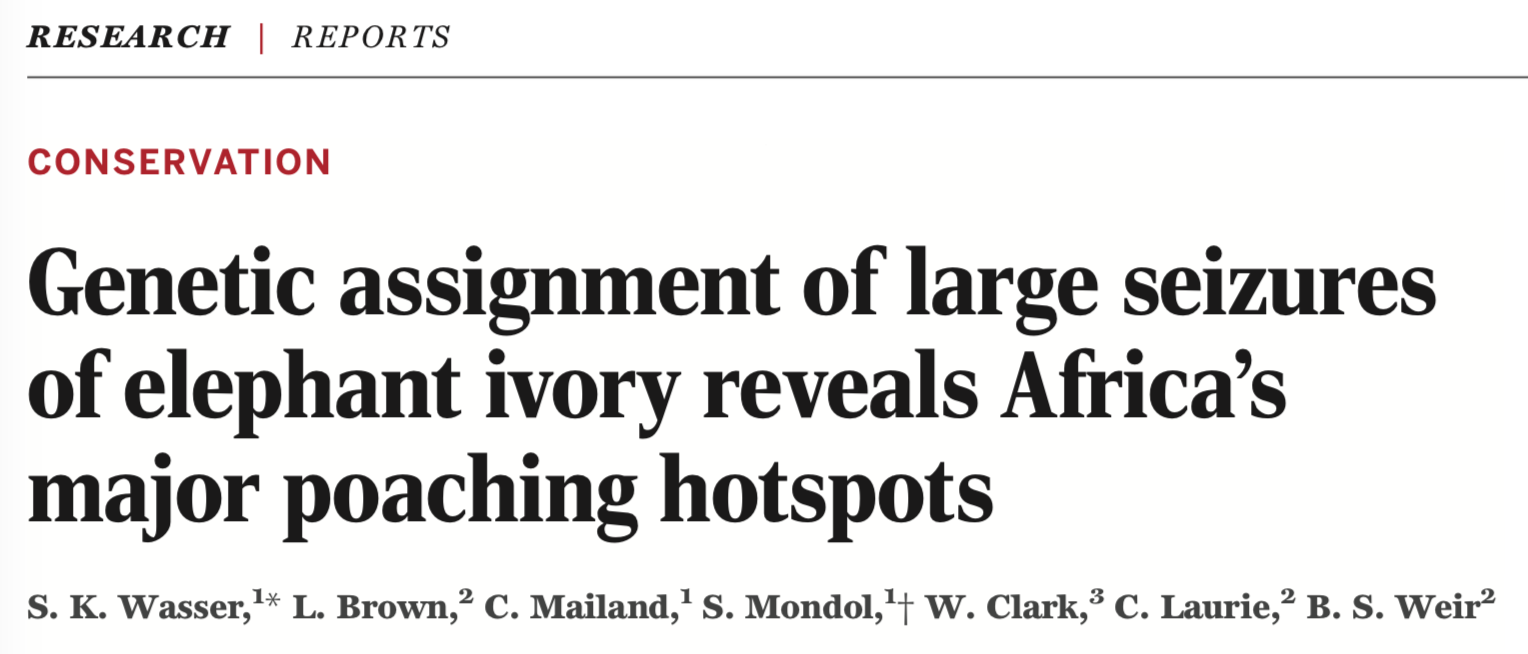 RESEARCH | REPORTS
CONSERVATION
Genetic assignment of large seizures
of elephant ivory reveals Africa’s
major poaching hotspots
S. K. Wasser,¹* L. Brown,² C. Mailand,¹ S. Mondol,¹† W. Clark,³ C. Laurie,² B. S. Weir²